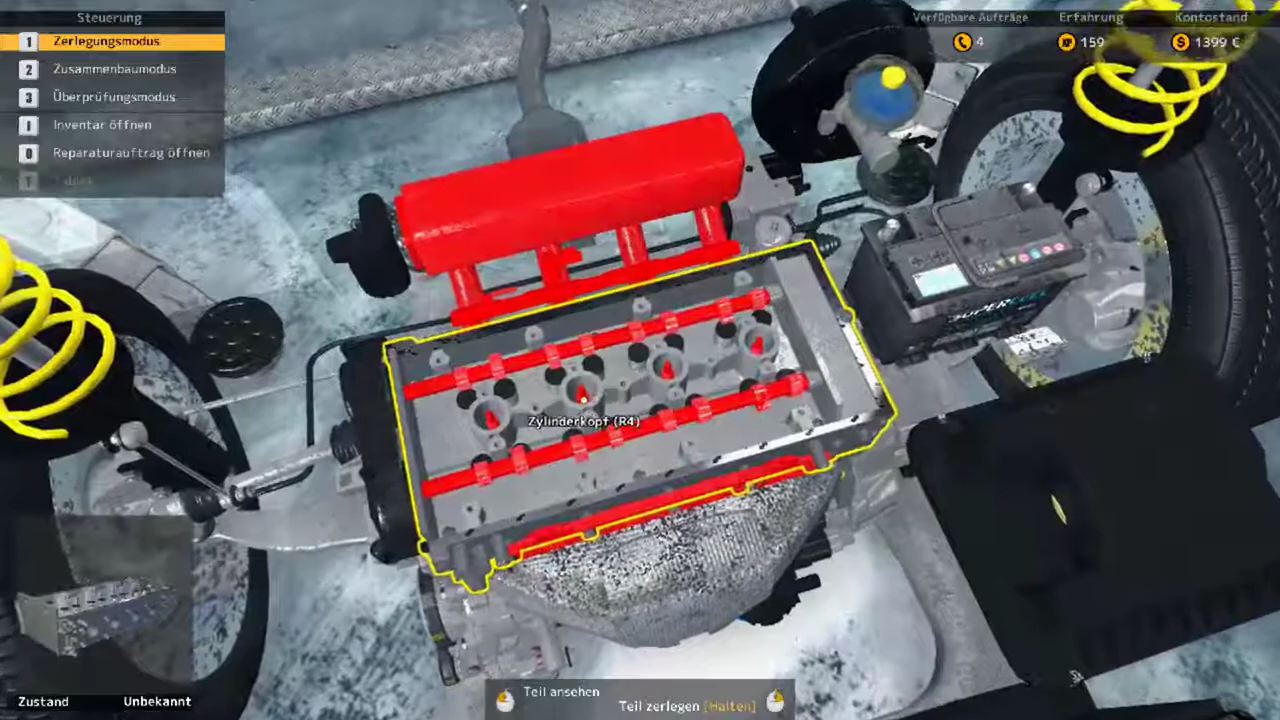 Steuerung
1 Zerlegungsmodus
2 Zusammenbaumodus
3 Überprüfungsmodus
I Inventar öffnen
O Reparaturauftrag öffnen
T
Verfügbare Aufträge Erfahrung Kontostand
4 XP 159 $ 1399 €
Zylinderkopf (R4)
Zustand Unbekannt
Teil ansehen
Teil zerlegen [Halten]